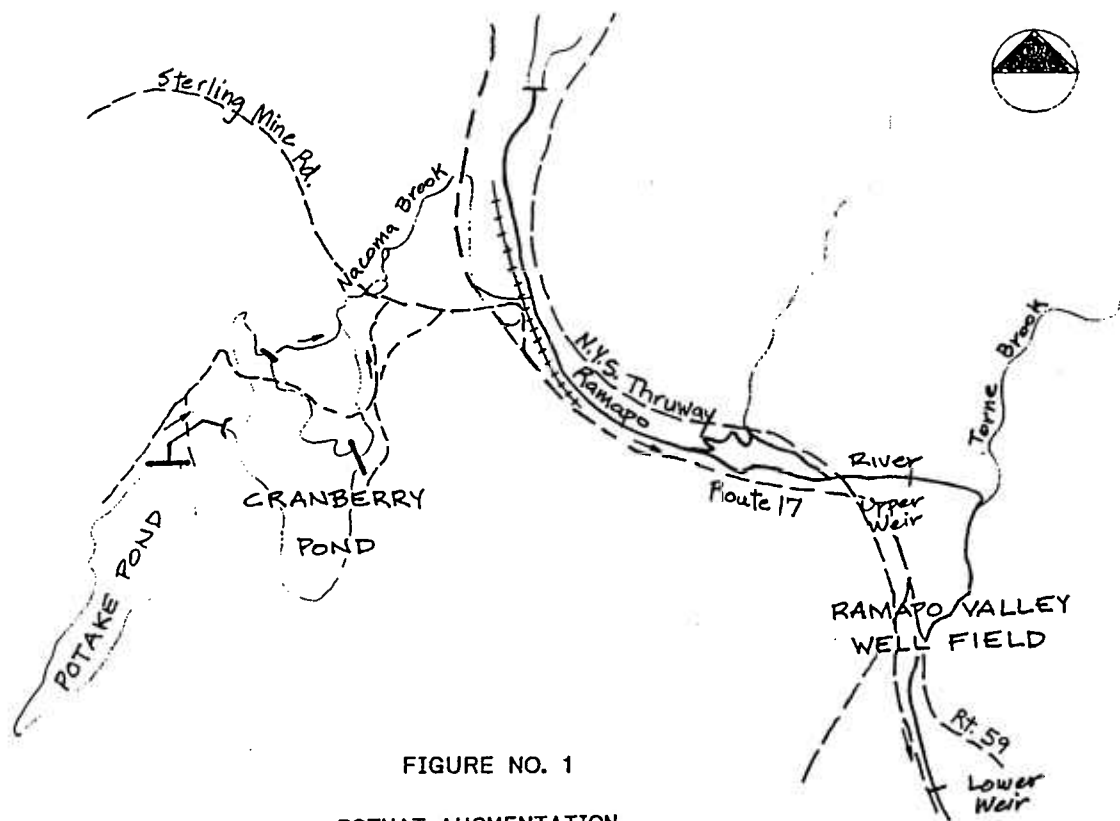 Sterling Mine Rd.
Nacoma Brook
N.Y.S. Thruway
Ramapo
River
Torne Brook
Route 17
Upper
Weir
CRANBERRY
POND
POTAKE POND
RAMAPO VALLEY
WELL FIELD
Rt. 59
Lower
Weir
FIGURE NO. 1